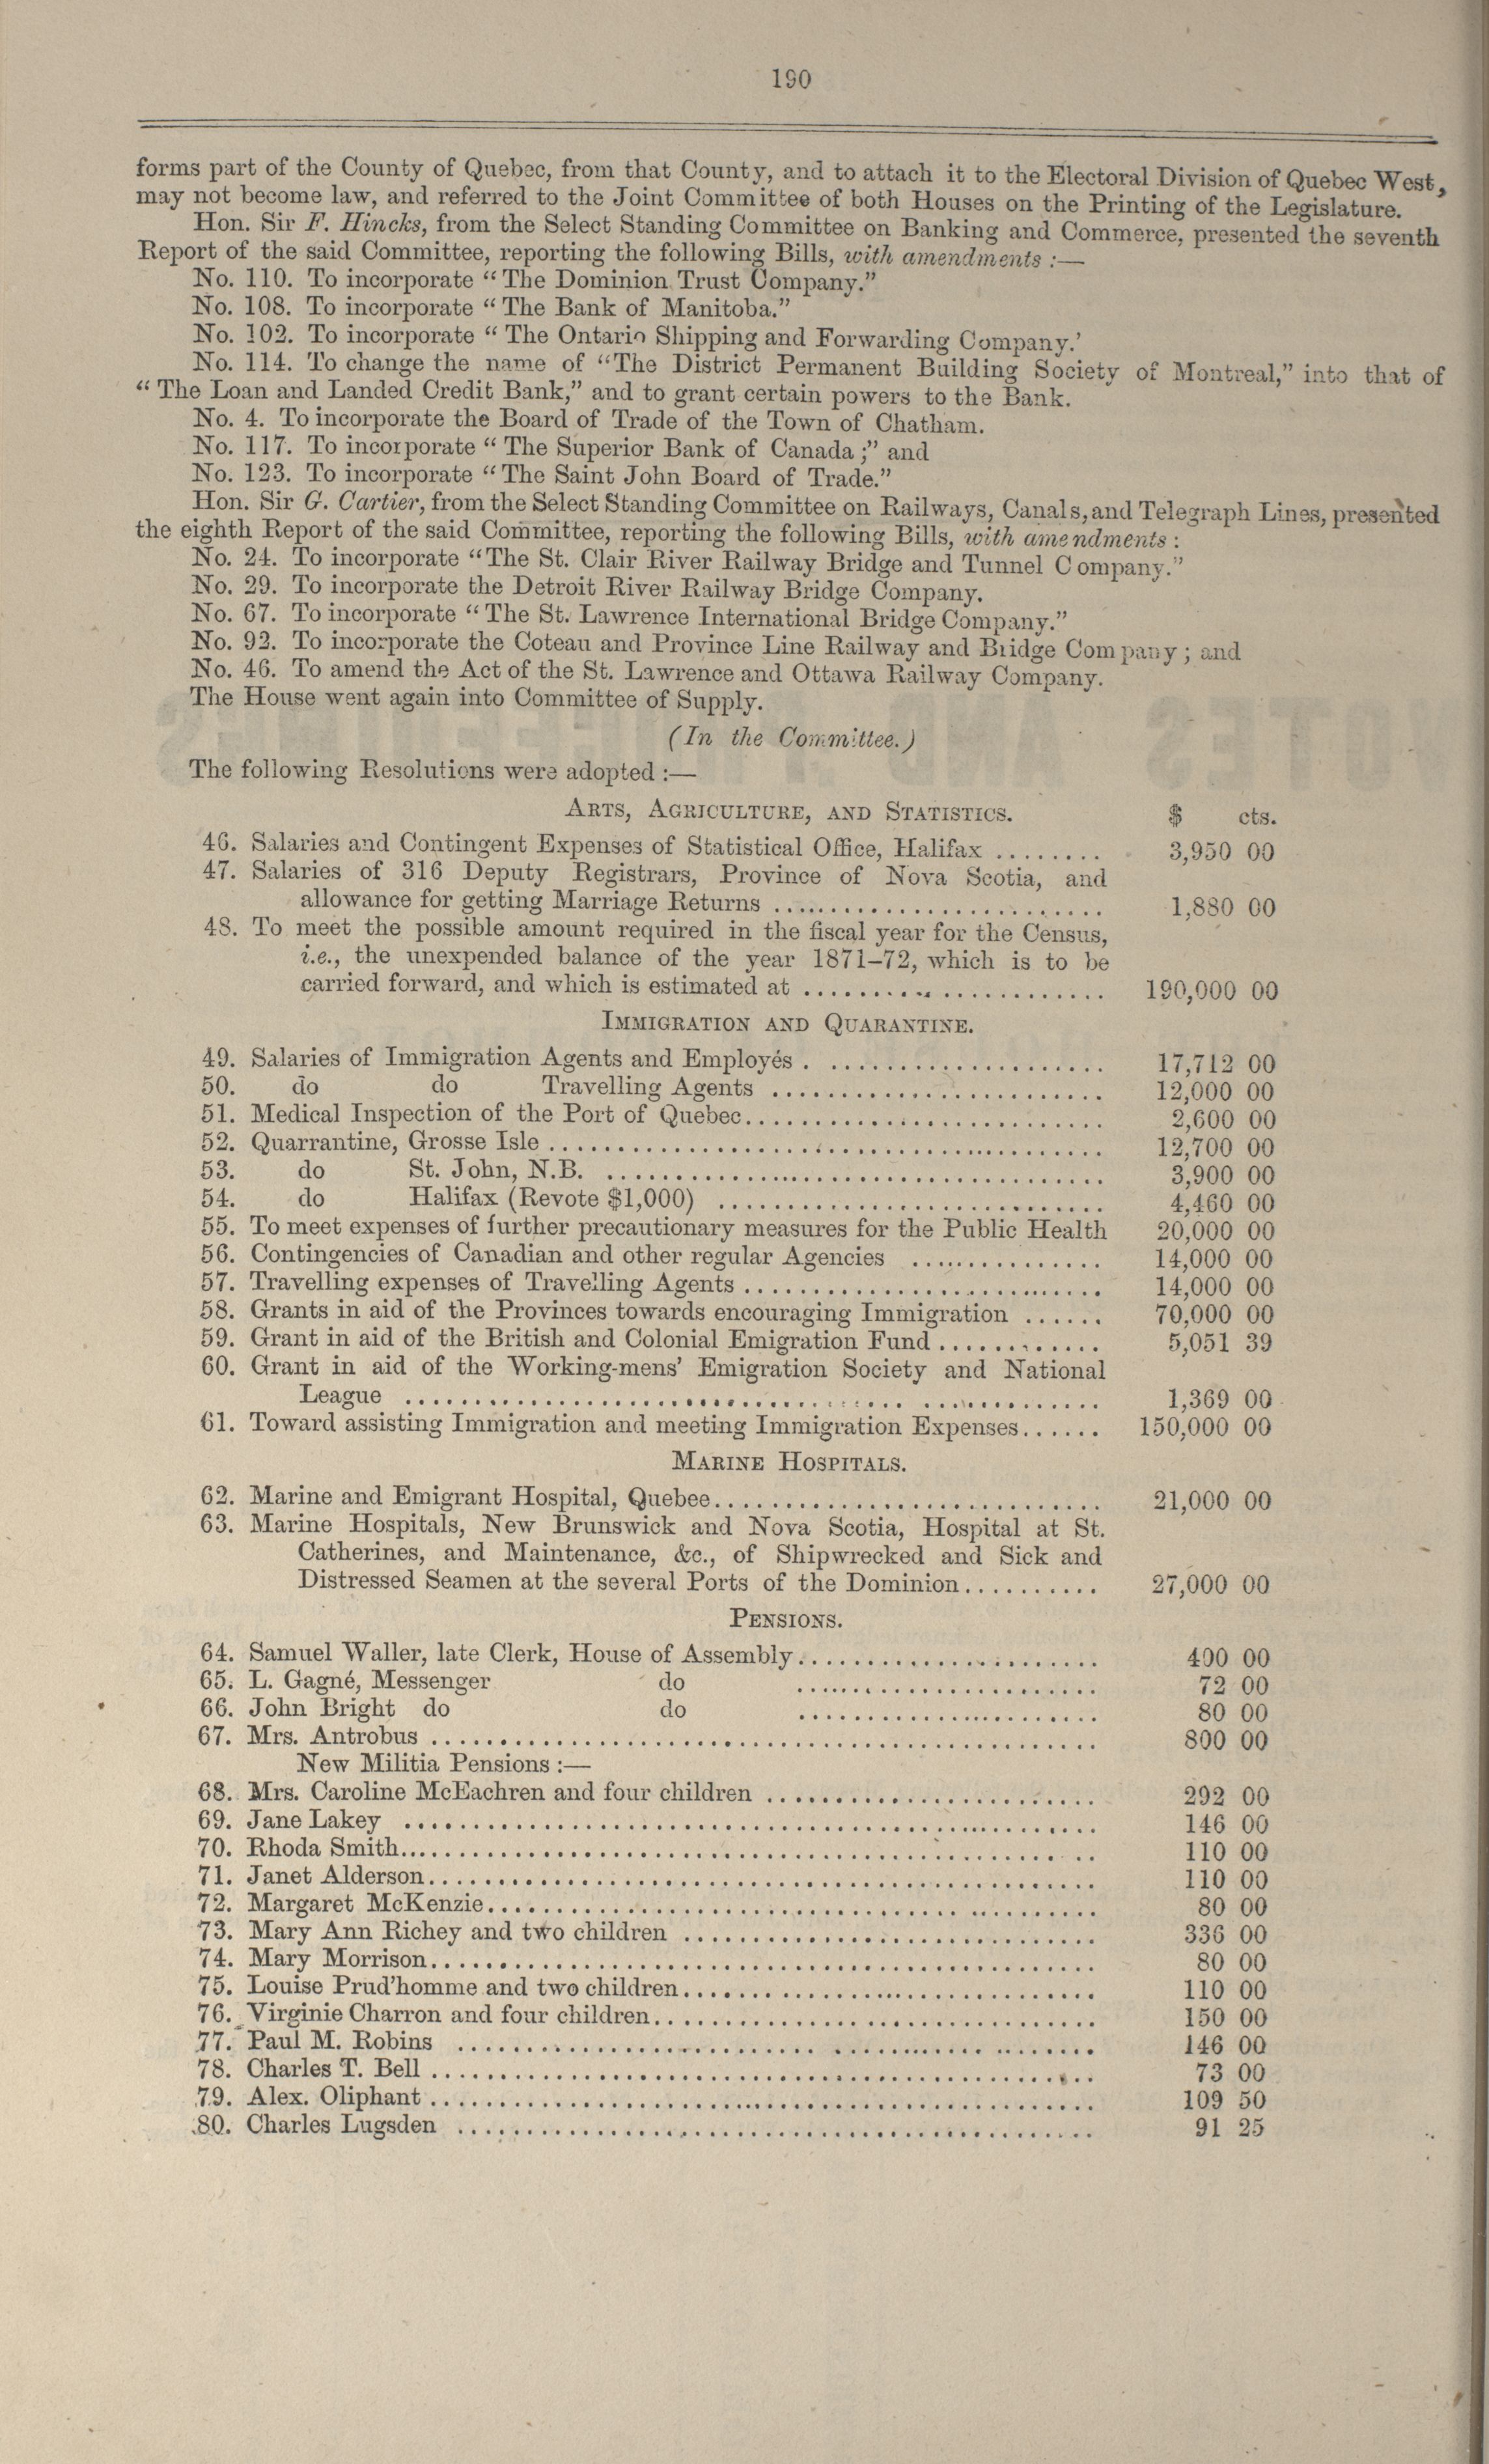 190
forms part of the County of Quebec, from that County, and to attach it to the Electoral Division of Quebec West,
may not become law, and referred to the Joint Committee of both Houses on the Printing of the Legislature.
Hon. Sir F. Hincks, from the Select Standing Committee on Banking and Commerce, presented the seventh
Report of the said Committee, reporting the following Bills, with amendments :—
No. 110. To incorporate “The Dominion Trust Company.”
No. 108. To incorporate “The Bank of Manitoba.”
No. 102. To incorporate “The Ontario Shipping and Forwarding Company.’
No. 114. To change the name of “The District Permanent Building Society of Montreal,” into that of
“The Loan and Landed Credit Bank,” and to grant certain powers to the Bank.
No. 4. To incorporate the Board of Trade of the Town of Chatham.
No. 117. To incorporate “The Superior Bank of Canada ;” and
No. 123. To incorporate “The Saint John Board of Trade.”
Hon. Sir G. Cartier, from the Select Standing Committee on Railways, Canals, and Telegraph Lines, presented
the eighth Report of the said Committee, reporting the following Bills, with amendments :
No. 24. To incorporate “The St. Clair River Railway Bridge and Tunnel Company.”
No. 29. To incorporate the Detroit River Railway Bridge Company.
No. 67. To incorporate “The St. Lawrence International Bridge Company.”
No. 92. To incorporate the Coteau and Province Line Railway and Bridge Company ; and
No. 46. To amend the Act of the St. Lawrence and Ottawa Railway Company.
The House went again into Committee of Supply.
(In the Committee.)
The following Resolutions were adopted :—
ARTS, AGRICULTURE, AND STATISTICS. $ cts.
46. Salaries and Contingent Expenses of Statistical Office, Halifax ........ 3,950 00
47. Salaries of 316 Deputy Registrars, Province of Nova Scotia, and
allowance for getting Marriage Returns ........................ 1,880 00
48. To meet the possible amount required in the fiscal year for the Census,
i.e., the unexpended balance of the year 1871–72, which is to be
carried forward, and which is estimated at ...................... 190,000 00
IMMIGRATION AND QUARANTINE.
49. Salaries of Immigration Agents and Employés ..................... 17,712 00
50. do do Travelling Agents ........................ 12,000 00
51. Medical Inspection of the Port of Quebec.......................... 2,600 00
52. Quarrantine, Grosse Isle ........................................ 12,700 00
53. do St. John, N.B. .................................... 3,900 00
54. do Halifax (Revote $1,000) ............................ 4,460 00
55. To meet expenses of further precautionary measures for the Public Health 20,000 00
56. Contingencies of Canadian and other regular Agencies .............. 14,000 00
57. Travelling expenses of Travelling Agents .......................... 14,000 00
58. Grants in aid of the Provinces towards encouraging Immigration ...... 70,000 00
59. Grant in aid of the British and Colonial Emigration Fund ............ 5,051 39
60. Grant in aid of the Working-mens’ Emigration Society and National
League .................................................. 1,369 00
61. Toward assisting Immigration and meeting Immigration Expenses...... 150,000 00
MARINE HOSPITALS.
62. Marine and Emigrant Hospital, Quebee............................ 21,000 00
63. Marine Hospitals, New Brunswick and Nova Scotia, Hospital at St.
Catherines, and Maintenance, &c., of Shipwrecked and Sick and
Distressed Seamen at the several Ports of the Dominion.......... 27,000 00
PENSIONS.
64. Samuel Waller, late Clerk, House of Assembly...................... 400 00
65. L. Gagné, Messenger do ...................... 72 00
66. John Bright do do ...................... 80 00
67. Mrs. Antrobus ................................................ 800 00
New Militia Pensions :—
68. Mrs. Caroline McEachren and four children ........................ 292 00
69. Jane Lakey .................................................. 146 00
70. Rhoda Smith.................................................. 110 00
71. Janet Alderson................................................ 110 00
72. Margaret McKenzie............................................ 80 00
73. Mary Ann Richey and two children .............................. 336 00
74. Mary Morrison................................................ 80 00
75. Louise Prud’homme and two children.............................. 110 00
76. Virginie Charron and four children................................ 150 00
77. Paul M. Robins .............................................. 146 00
78. Charles T. Bell ................................................ 73 00
79. Alex. Oliphant ................................................ 109 50
80. Charles Lugsden .............................................. 91 25